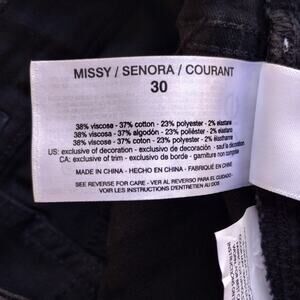 MISSY / SENORA / COURANT
30
38% viscose - 37% cotton - 23% polyester - 2% elastane
38% viscosa - 37% algodón - 23% poliéster - 2% elastano
38% viscose - 37% coton - 23% polyester - 2% élasthanne
US: exclusive of decoration - exclusivo de decoración - sauf la décoration
CA: exclusive of trim - exclusivo de borde - garniture non comprise
MADE IN CHINA - HECHO EN CHINA - FABRIQUÉ EN CHINE
SEE REVERSE FOR CARE - VER AL REVERSO PARA EL CUIDADO -
VOIR LES INSTRUCTIONS D'ENTRETIEN AU DOS